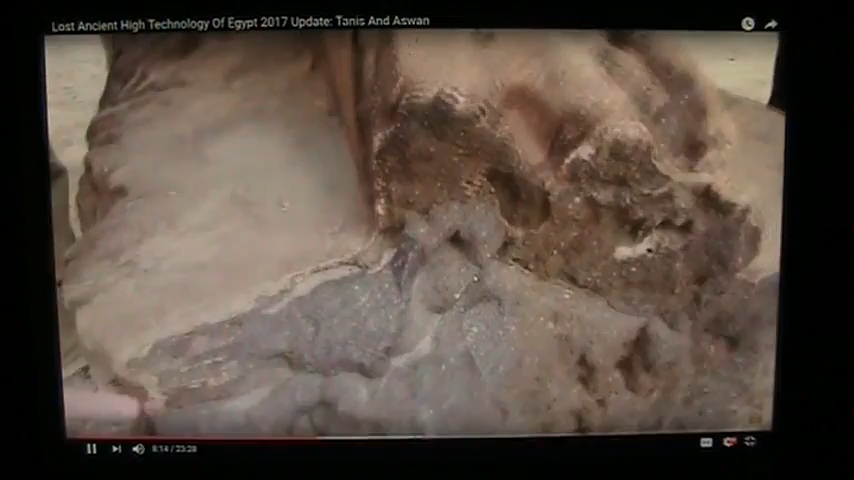 Lost Ancient High Technology Of Egypt 2017 Update: Tanis And Aswan
8:14 / 23:28